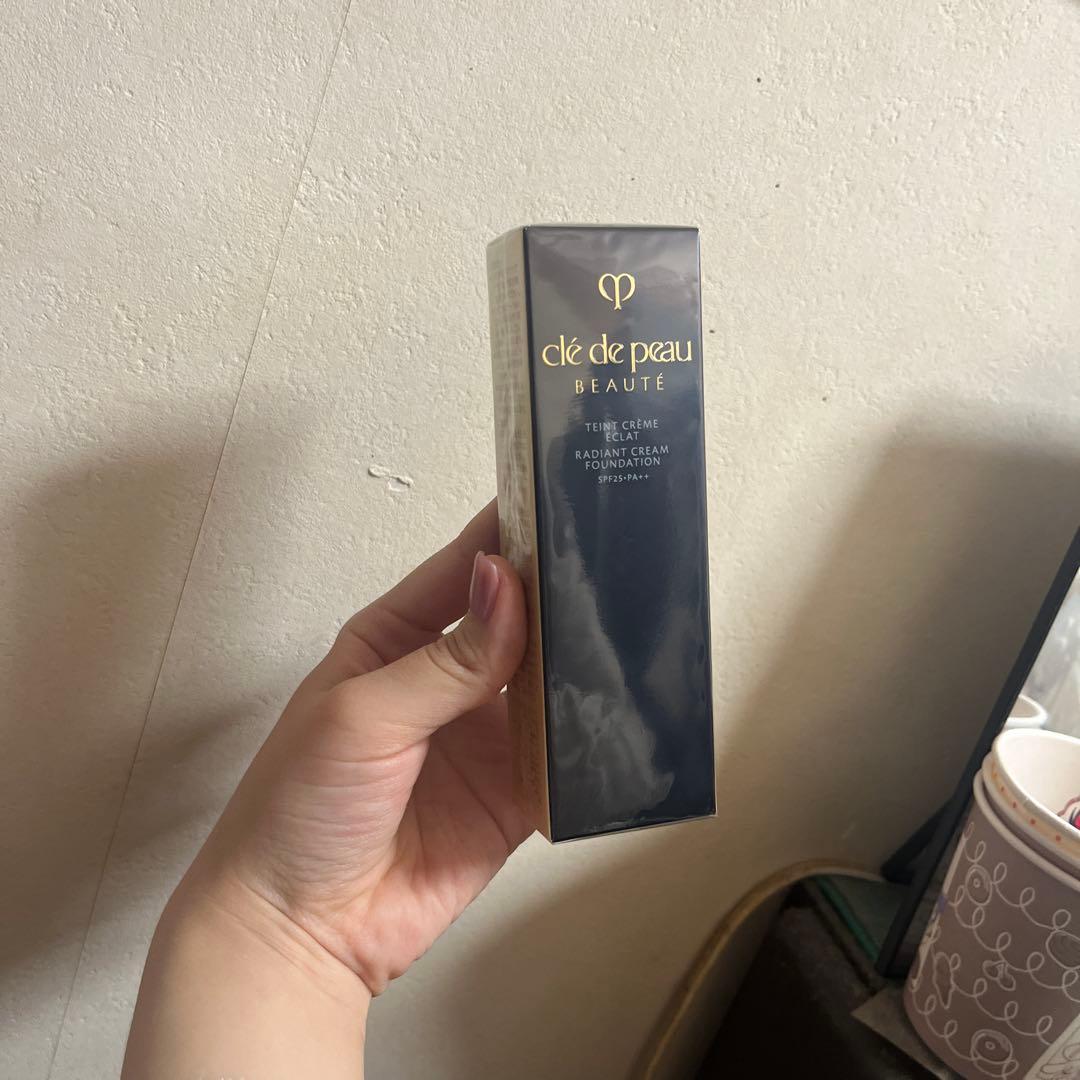 clé de peau
BEAUTÉ
TEINT CRÈME
ÉCLAT
RADIANT CREAM
FOUNDATION
SPF25・PA++